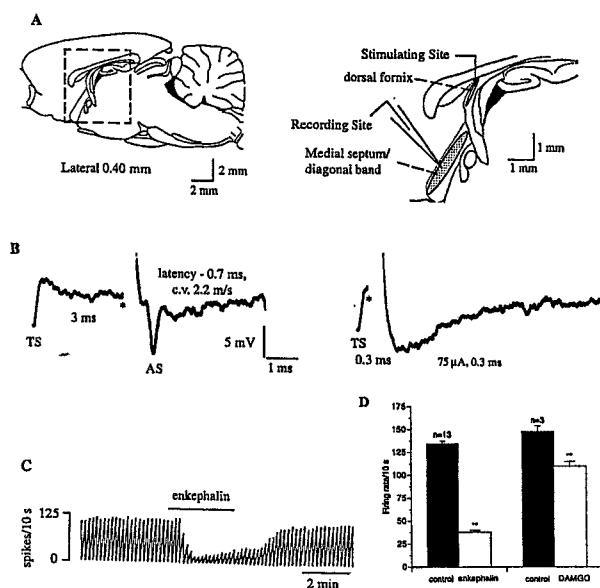 A
Lateral 0.40 mm
2 mm
2 mm
Stimulating Site
dorsal fornix
Recording Site
Medial septum/
diagonal band
1 mm
1 mm
B
TS
3 ms
*
latency - 0.7 ms,
c.v. 2.2 m/s
AS
5 mV
1 ms
TS
*
0.3 ms
75 µA, 0.3 ms
C
spikes/10 s
125
0
enkephalin
2 min
D
Firing rate/10 s
175
150
125
100
75
50
25
0
n=13
**
n=3
**
control
enkephalin
control
DAMGO